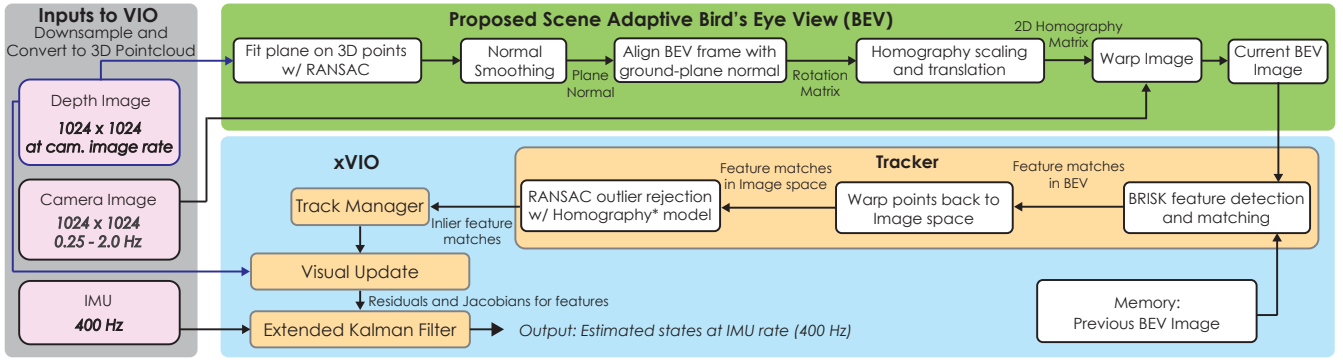 Inputs to VIO
Downsample and
Convert to 3D Pointcloud
Depth Image
1024 x 1024
at cam. image rate
Camera Image
1024 x 1024
0.25 - 2.0 Hz
IMU
400 Hz
Proposed Scene Adaptive Bird's Eye View (BEV)
Fit plane on 3D points
w/ RANSAC
Normal
Smoothing
Plane
Normal
Align BEV frame with
ground-plane normal
Rotation
Matrix
Homography scaling
and translation
2D Homography
Matrix
Warp Image
Current BEV
Image
xVIO
Tracker
BRISK feature detection
and matching
Feature matches
in BEV
Warp points back to
Image space
Feature matches
in Image space
RANSAC outlier rejection
w/ Homography* model
Inlier feature
matches
Track Manager
Visual Update
Residuals and Jacobians for features
Extended Kalman Filter
Output: Estimated states at IMU rate (400 Hz)
Memory:
Previous BEV Image